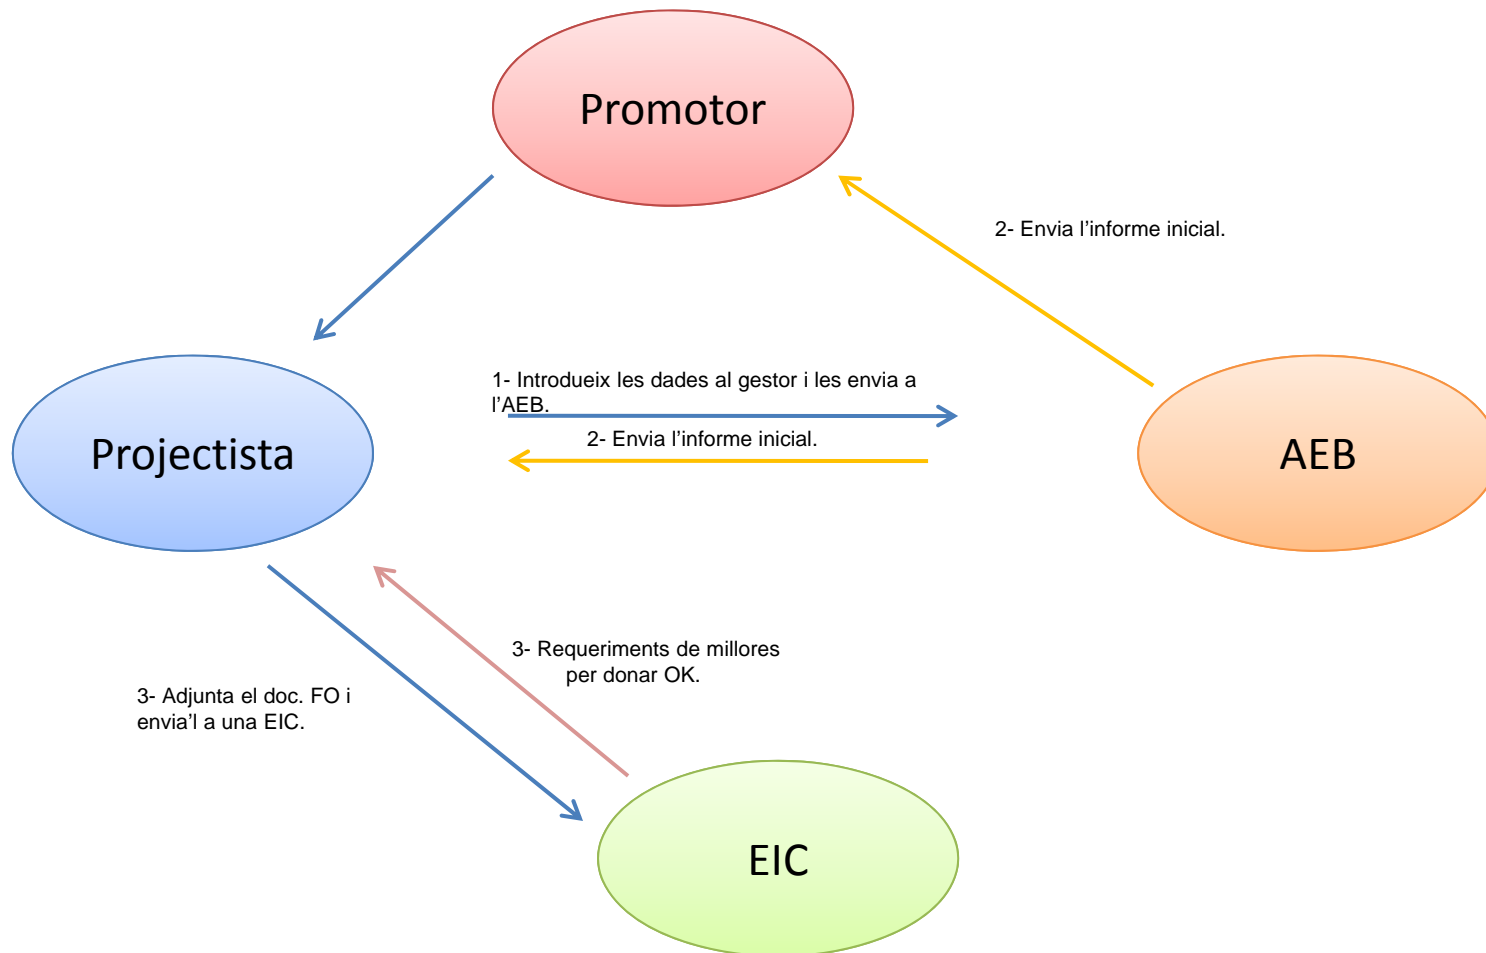 Promotor
2- Envia l’informe inicial.
1- Introdueix les dades al gestor i les envia a
l’AEB.
2- Envia l’informe inicial.
Projectista
AEB
3- Requeriments de millores
per donar OK.
3- Adjunta el doc. FO i
envia’l a una EIC.
EIC